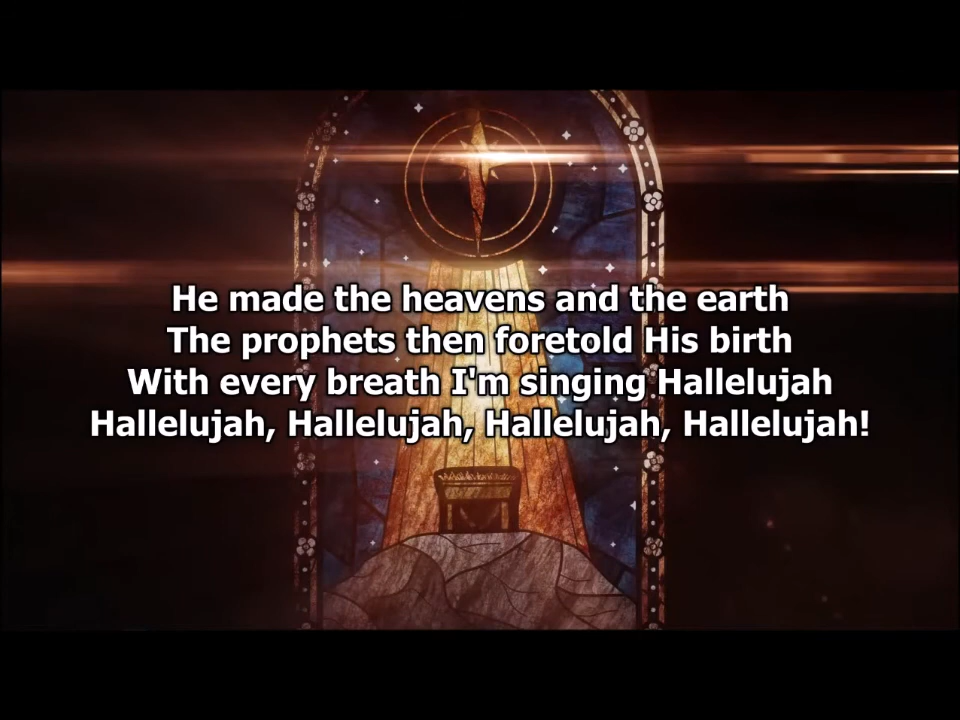 He made the heavens and the earth
The prophets then foretold His birth
With every breath I'm singing Hallelujah
Hallelujah, Hallelujah, Hallelujah, Hallelujah!